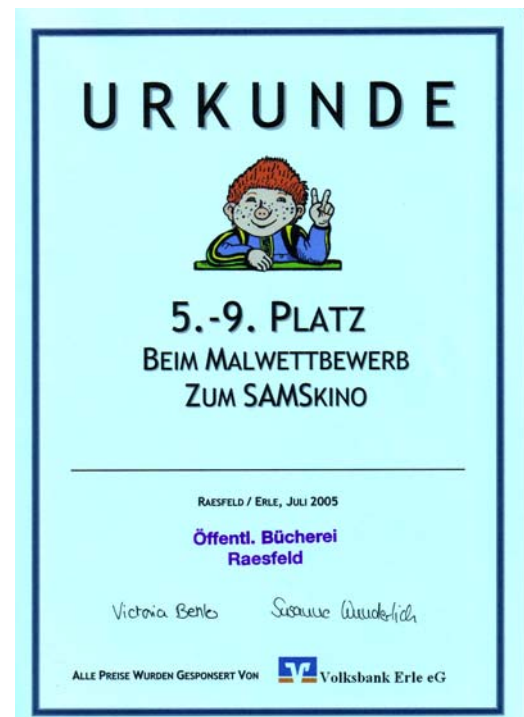 URKUNDE
5.-9. PLATZ
BEIM MALWETTBEWERB
ZUM SAMSKINO
RAESFELD / ERLE, JULI 2005
Öffentl. Bücherei
Raesfeld
Victoria Susanne Wunderlich
ALLE PREISE WURDEN GESPONSERT VON Volksbank Erle eG